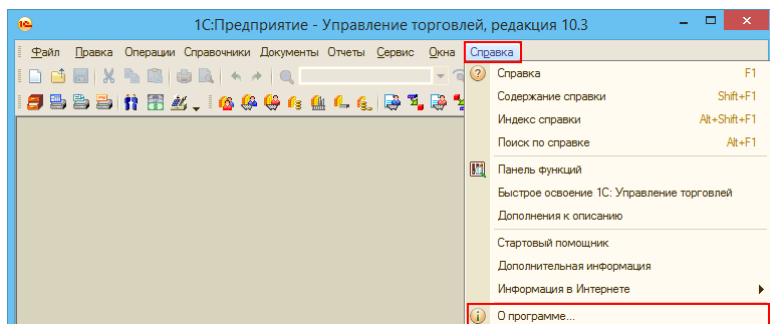 1С:Предприятие - Управление торговлей, редакция 10.3
Файл Правка Операции Справочники Документы Отчеты Сервис Окна Справка
Справка F1
Содержание справки Shift+F1
Индекс справки Alt+Shift+F1
Поиск по справке Alt+F1
Панель функций
Быстрое освоение 1С: Управление торговлей
Дополнения к описанию
Стартовый помощник
Дополнительная информация
Информация в Интернете
О программе...